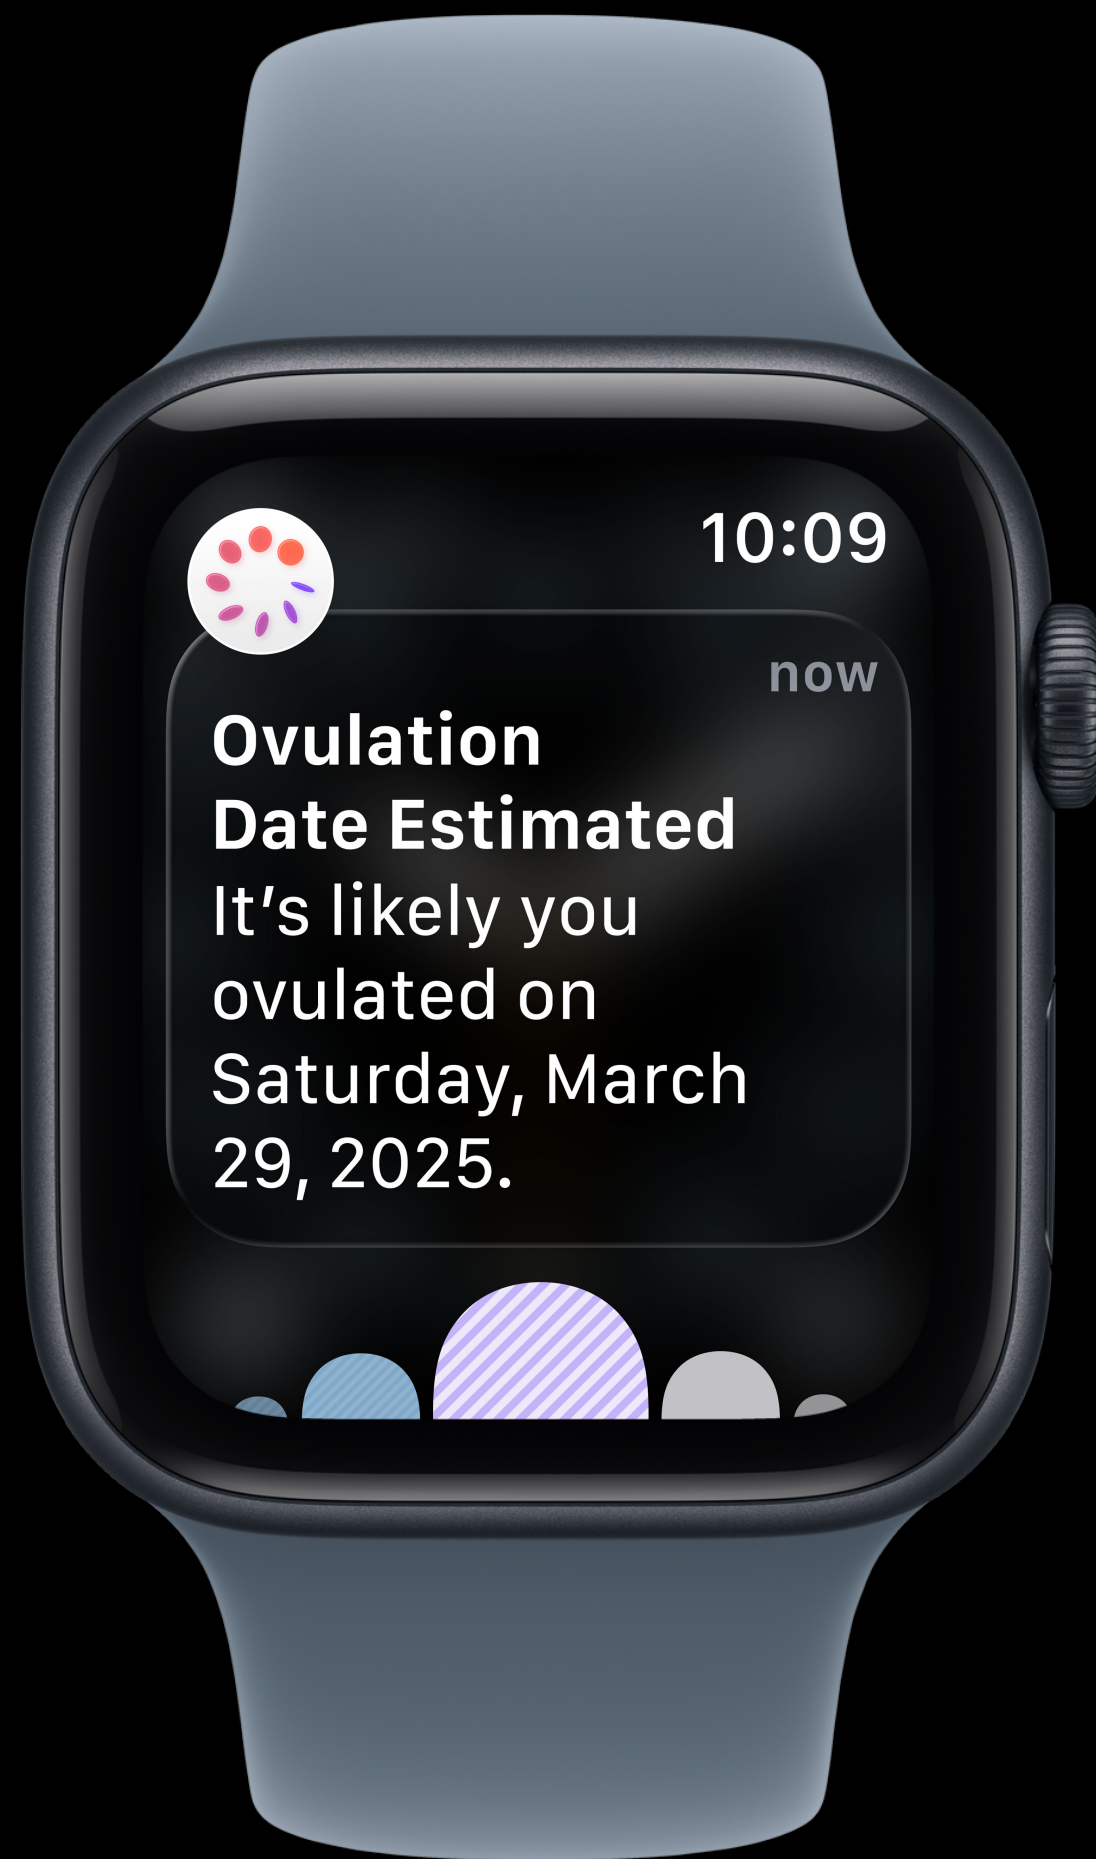 10:09
now
Ovulation
Date Estimated
It’s likely you
ovulated on
Saturday, March
29, 2025.